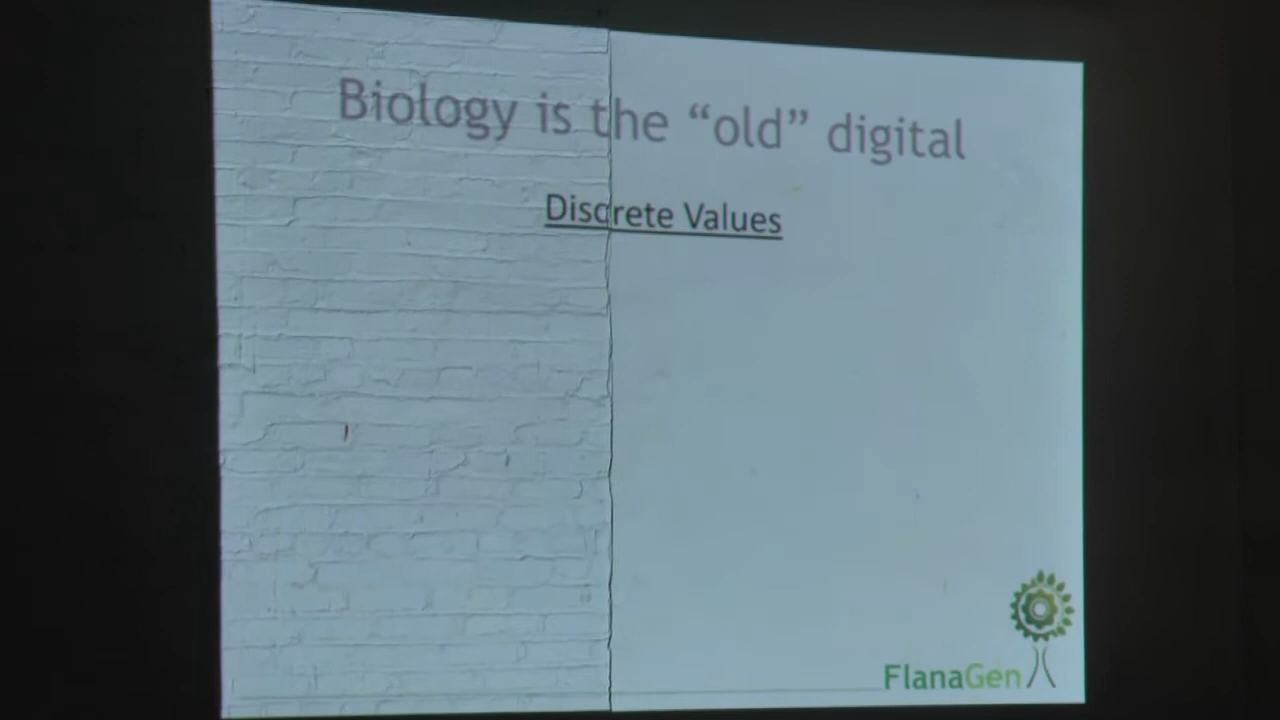 Biology is the “old” digital
Discrete Values
FlanaGen